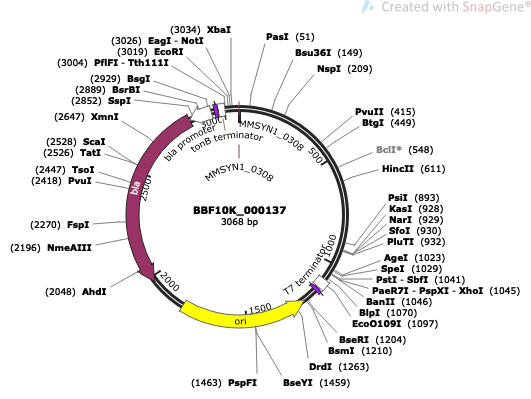 Created with SnapGene®
(3034) XbaI
(3026) EagI - NotI
(3019) EcoRI
(3004) PflFI - Tth111I
(2929) BsgI
(2889) BsrBI
(2852) SspI
(2647) XmnI
(2528) ScaI
(2526) TatI
(2447) TsoI
(2418) PvuI
(2270) FspI
(2196) NmeAIII
(2048) AhdI
PasI (51)
Bsu36I (149)
NspI (209)
PvuII (415)
BtgI (449)
BclI* (548)
HincII (611)
PsiI (893)
KasI (928)
NarI (929)
SfoI (930)
PluTI (932)
AgeI (1023)
SpeI (1029)
PstI - SbfI (1041)
PaeR7I - PspXI - XhoI (1045)
BanII (1046)
BlpI (1070)
EcoO109I (1097)
BseRI (1204)
BsmI (1210)
DrdI (1263)
BseYI (1459)
(1463) PspFI
MMSYN1_0308
500
1000
T7 terminator
1500
ori
2000
bla
2500
bla promoter
tonB terminator
MMSYN1_0308
BBF10K_000137
3068 bp